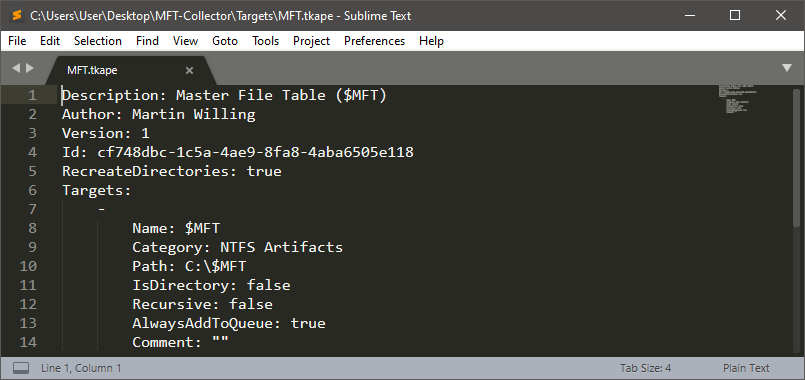 C:\Users\User\Desktop\MFT-Collector\Targets\MFT.tkape - Sublime Text
File Edit Selection Find View Goto Tools Project Preferences Help
MFT.tkape ×
1 Description: Master File Table ($MFT)
2 Author: Martin Willing
3 Version: 1
4 Id: cf748dbc-1c5a-4ae9-8fa8-4aba6505e118
5 RecreateDirectories: true
6 Targets:
7 -
8 Name: $MFT
9 Category: NTFS Artifacts
10 Path: C:\$MFT
11 IsDirectory: false
12 Recursive: false
13 AlwaysAddToQueue: true
14 Comment: ""
Line 1, Column 1 Tab Size: 4 Plain Text